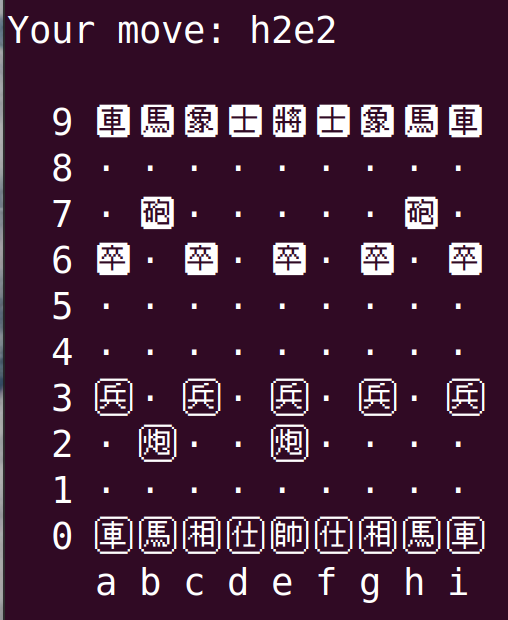 Your move: h2e2
9 車 馬 象 士 將 士 象 馬 車
8 · · · · · · · · ·
7 · 砲 · · · · · 砲 ·
6 卒 · 卒 · 卒 · 卒 · 卒
5 · · · · · · · · ·
4 · · · · · · · · ·
3 兵 · 兵 · 兵 · 兵 · 兵
2 · 炮 · · 炮 · · · ·
1 · · · · · · · · ·
0 車 馬 相 仕 帥 仕 相 馬 車
a b c d e f g h i